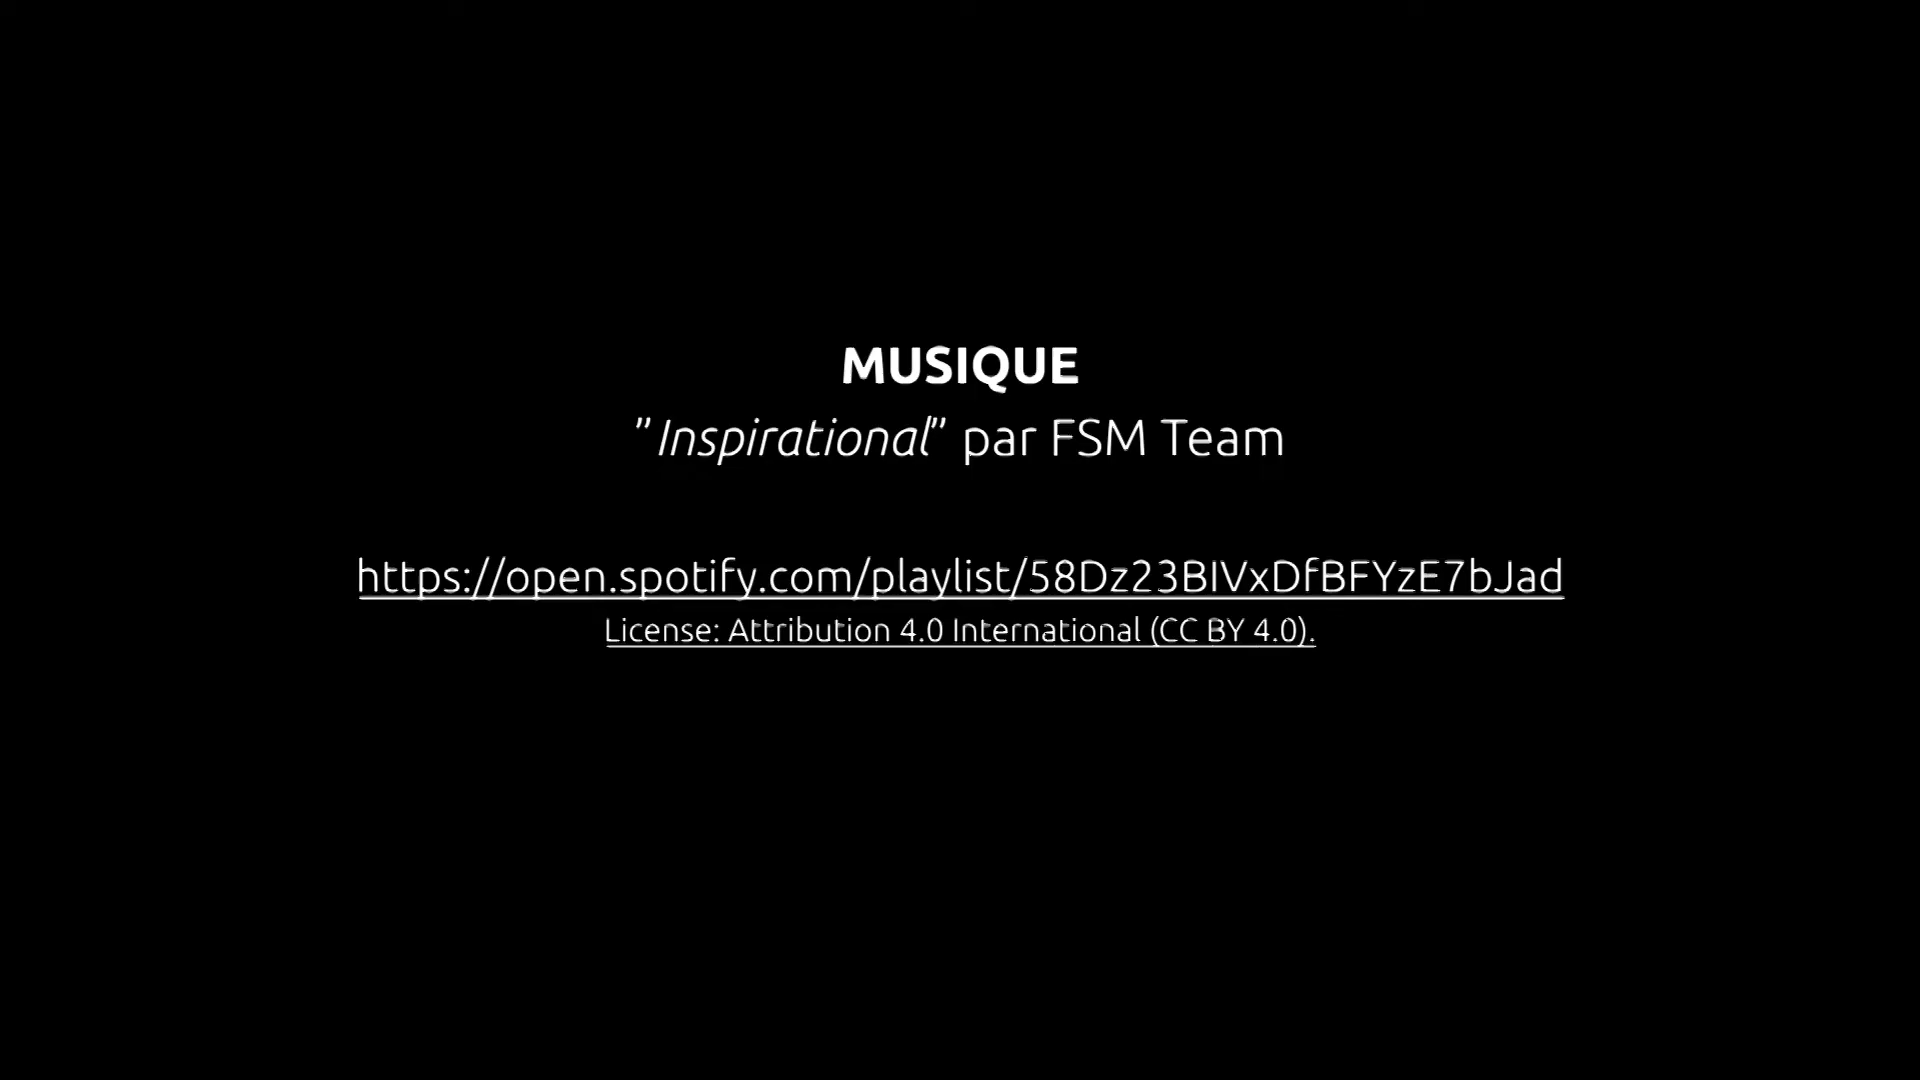 MUSIQUE
"Inspirational" par FSM Team
https://open.spotify.com/playlist/58Dz23BIVxDfBFYzE7bJad
License: Attribution 4.0 International (CC BY 4.0).